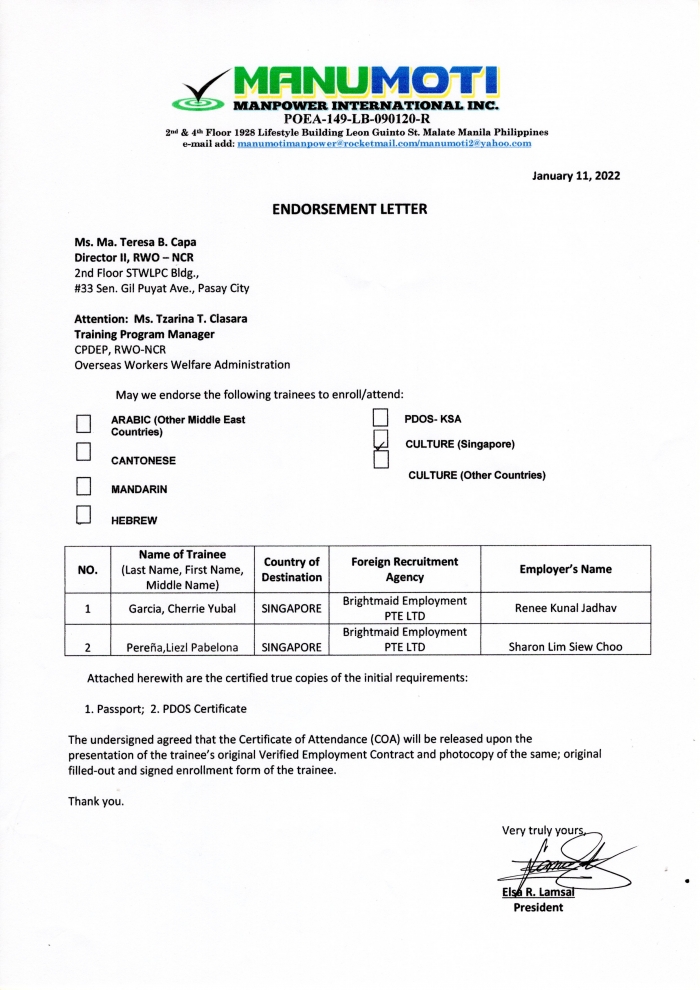 MANUMOTI
MANPOWER INTERNATIONAL INC.
POEA-149-LB-090120-R
2nd & 4th Floor 1928 Lifestyle Building Leon Guinto St. Malate Manila Philippines
e-mail add: manumotimanpower@rocketmail.com/manumoti2@yahoo.com
January 11, 2022
ENDORSEMENT LETTER
Ms. Ma. Teresa B. Capa
Director II, RWO – NCR
2nd Floor STWLPC Bldg.,
#33 Sen. Gil Puyat Ave., Pasay City
Attention: Ms. Tzarina T. Clasara
Training Program Manager
CPDEP, RWO-NCR
Overseas Workers Welfare Administration
May we endorse the following trainees to enroll/attend:
ARABIC (Other Middle East
Countries)
CANTONESE
MANDARIN
HEBREW
PDOS- KSA
CULTURE (Singapore)
CULTURE (Other Countries)
NO. Name of Trainee (Last Name, First Name, Middle Name) Country of Destination Foreign Recruitment Agency Employer's Name
1 Garcia, Cherrie Yubal SINGAPORE Brightmaid Employment PTE LTD Renee Kunal Jadhav
2 Pereña,Liezl Pabelona SINGAPORE Brightmaid Employment PTE LTD Sharon Lim Siew Choo
Attached herewith are the certified true copies of the initial requirements:
1. Passport; 2. PDOS Certificate
The undersigned agreed that the Certificate of Attendance (COA) will be released upon the
presentation of the trainee's original Verified Employment Contract and photocopy of the same; original
filled-out and signed enrollment form of the trainee.
Thank you.
Very truly yours,
Elsa R. Lamsal
President